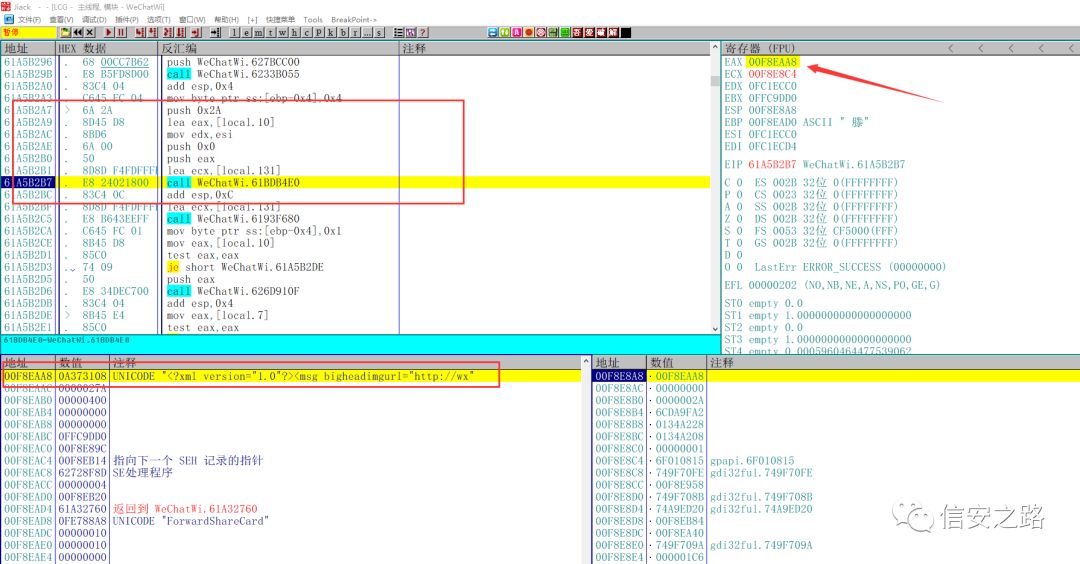 Jiack - [LCG - 主线程, 模块 - WeChatWi]
文件(F) 查看(V) 调试(D) 插件(P) 选项(T) 窗口(W) 帮助(H) [+] 快捷菜单 Tools BreakPoint->
暂停 l e m t w h c p k b r ... s
地址 HEX 数据 反汇编 注释
61A5B296 . 68 00CC7B62 push WeChatWi.627BCC00
61A5B29B . E8 B5FD8D00 call WeChatWi.6233B055
61A5B2A0 . 83C4 04 add esp,0x4
61A5B2A3 . C645 FC 04 mov byte ptr ss:[ebp-0x4],0x4
61A5B2A7 > 6A 2A push 0x2A
61A5B2A9 . 8D45 D8 lea eax,[local.10]
61A5B2AC . 8BD6 mov edx,esi
61A5B2AE . 6A 00 push 0x0
61A5B2B0 . 50 push eax
61A5B2B1 . 8D8D F4FDFFFF lea ecx,[local.131]
61A5B2B7 . E8 24021800 call WeChatWi.61BDB4E0
61A5B2BC . 83C4 0C add esp,0xC
61A5B2BF . 8D8D F4FDFFFF lea ecx,[local.131]
61A5B2C5 . E8 B643EEFF call WeChatWi.6193F680
61A5B2CA . C645 FC 01 mov byte ptr ss:[ebp-0x4],0x1
61A5B2CE . 8B45 D8 mov eax,[local.10]
61A5B2D1 . 85C0 test eax,eax
61A5B2D3 . 74 09 je short WeChatWi.61A5B2DE
61A5B2D5 . 50 push eax
61A5B2D6 . E8 34DEC700 call WeChatWi.626D910F
61A5B2DB . 83C4 04 add esp,0x4
61A5B2DE > 8B45 E4 mov eax,[local.7]
61A5B2E1 . 85C0 test eax,eax
61BDB4E0=WeChatWi.61BDB4E0
寄存器 (FPU) < < < < <
EAX 00F8EAA8
ECX 00F8E8C4
EDX 0FC1ECC0
EBX 0FFC9DD0
ESP 00F8E8A8
EBP 00F8EAD0 ASCII " 滕"
ESI 0FC1ECC0
EDI 0FC1ECD4
EIP 61A5B2B7 WeChatWi.61A5B2B7
C 0 ES 002B 32位 0(FFFFFFFF)
P 0 CS 0023 32位 0(FFFFFFFF)
A 0 SS 002B 32位 0(FFFFFFFF)
Z 0 DS 002B 32位 0(FFFFFFFF)
S 0 FS 0053 32位 CF5000(FFF)
T 0 GS 002B 32位 0(FFFFFFFF)
D 0
O 0 LastErr ERROR_SUCCESS (00000000)
EFL 00000202 (NO,NB,NE,A,NS,PO,GE,G)
ST0 empty 0.0
ST1 empty 1.0000000000000000000
ST2 empty 0.0
ST3 empty 1.0000000000000000000
ST4 empty 0.0005960464477539062
地址 数值 注释
00F8EAA8 0A373108 UNICODE "<?xml version="1.0"?><msg bigheadimgurl="http://wx"
00F8EAAC 0000027A
00F8EAB0 00000400
00F8EAB4 00000000
00F8EAB8 00000000
00F8EABC 0FFC9DD0
00F8EAC0 00F8E89C
00F8EAC4 00F8EB14 指向下一个 SEH 记录的指针
00F8EAC8 62728F8D SE处理程序
00F8EACC 00000004
00F8EAD0 00F8EB20
00F8EAD4 61A32760 返回到 WeChatWi.61A32760
00F8EAD8 0FE788A8 UNICODE "ForwardShareCard"
00F8EADC 00000010
00F8EAE0 00000010
00F8EAE4 00000000
地址 数值 注释
00F8E8A8 00F8EAA8
00F8E8AC 00000000
00F8E8B0 0000002A
00F8E8B4 6CDA9FA2
00F8E8B8 0134A228
00F8E8BC 0134A208
00F8E8C0 00000001
00F8E8C4 6F010815 gpapi.6F010815
00F8E8C8 749F70FE gdi32ful.749F70FE
00F8E8CC 00F8E958
00F8E8D0 749F708B gdi32ful.749F708B
00F8E8D4 74A9ED20 gdi32ful.74A9ED20
00F8E8D8 00F8EB84
00F8E8DC 00F8EA40
00F8E8E0 749F709A gdi32ful.749F709A
00F8E8E4 000001C6
信安之路